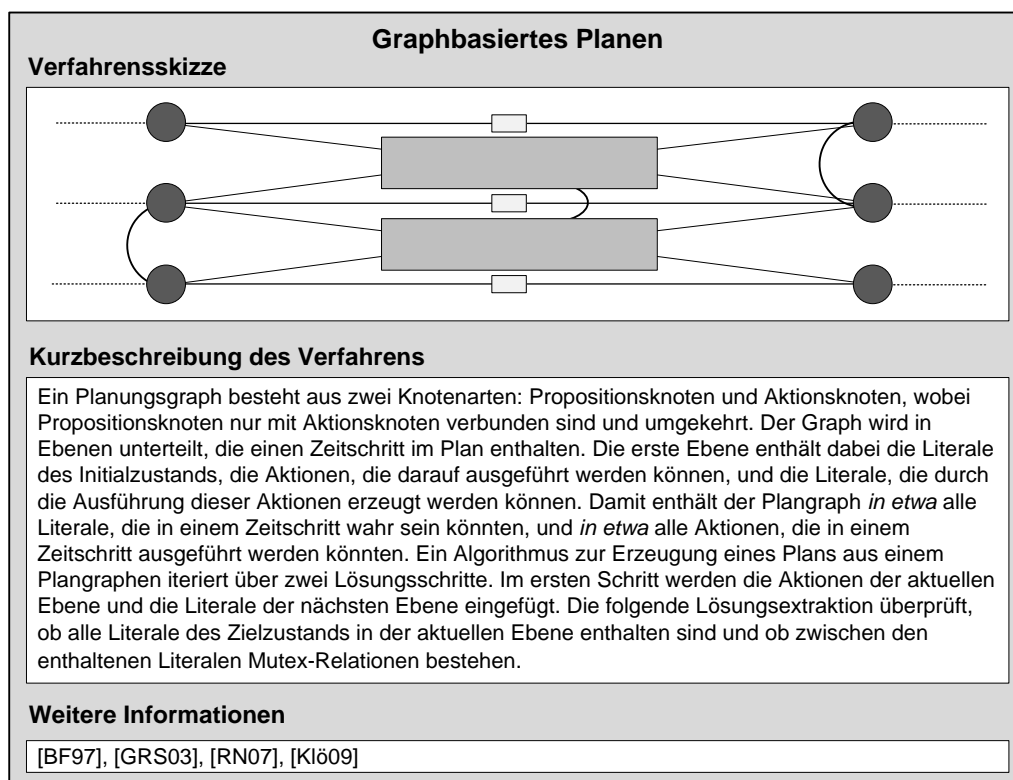 Graphbasiertes Planen
Verfahrensskizze
Kurzbeschreibung des Verfahrens
Ein Planungsgraph besteht aus zwei Knotenarten: Propositionsknoten und Aktionsknoten, wobei
Propositionsknoten nur mit Aktionsknoten verbunden sind und umgekehrt. Der Graph wird in
Ebenen unterteilt, die einen Zeitschritt im Plan enthalten. Die erste Ebene enthält dabei die Literale
des Initialzustands, die Aktionen, die darauf ausgeführt werden können, und die Literale, die durch
die Ausführung dieser Aktionen erzeugt werden können. Damit enthält der Plangraph in etwa alle
Literale, die in einem Zeitschritt wahr sein könnten, und in etwa alle Aktionen, die in einem
Zeitschritt ausgeführt werden könnten. Ein Algorithmus zur Erzeugung eines Plans aus einem
Plangraphen iteriert über zwei Lösungsschritte. Im ersten Schritt werden die Aktionen der aktuellen
Ebene und die Literale der nächsten Ebene eingefügt. Die folgende Lösungsextraktion überprüft,
ob alle Literale des Zielzustands in der aktuellen Ebene enthalten sind und ob zwischen den
enthaltenen Literalen Mutex-Relationen bestehen.
Weitere Informationen
[BF97], [GRS03], [RN07], [Klö09]